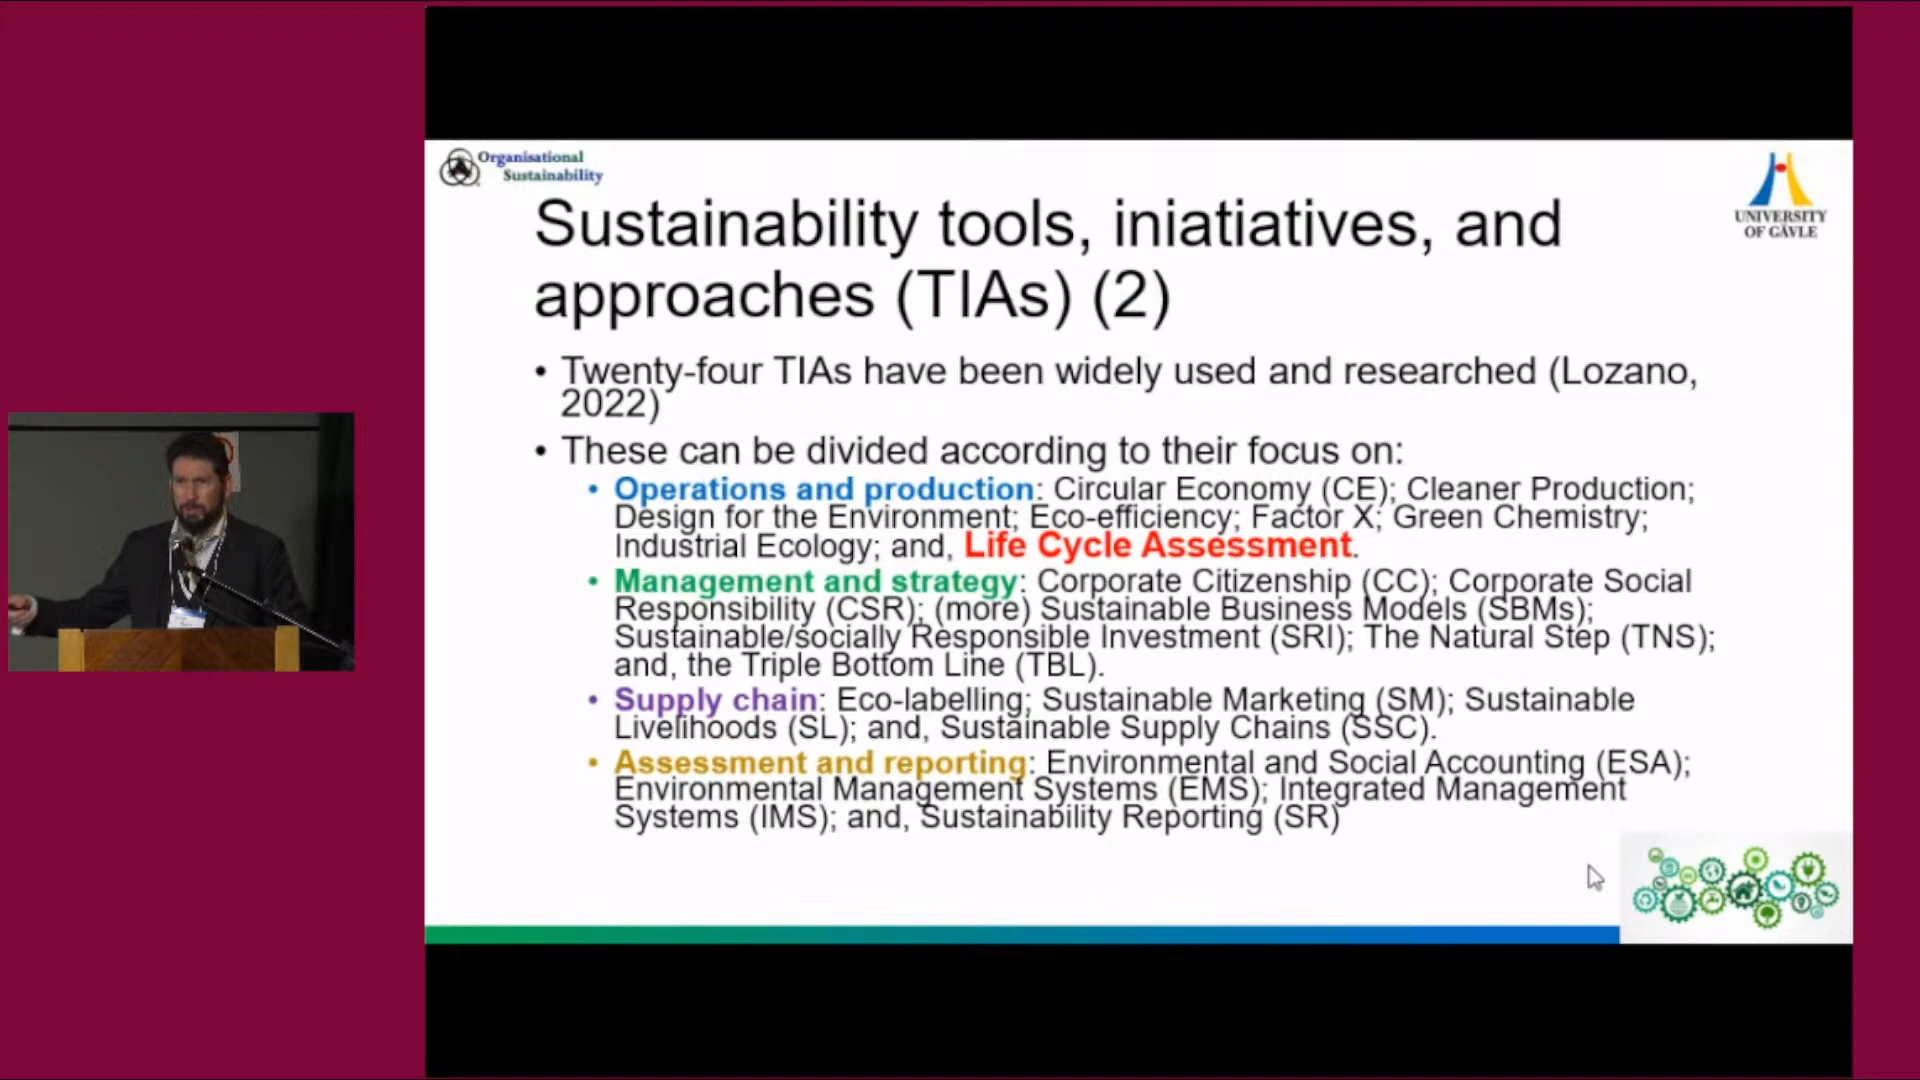 Organisational
Sustainability
UNIVERSITY
OF GÄVLE
Sustainability tools, iniatiatives, and
approaches (TIAs) (2)
• Twenty-four TIAs have been widely used and researched (Lozano,
2022)
• These can be divided according to their focus on:
• Operations and production: Circular Economy (CE); Cleaner Production;
Design for the Environment; Eco-efficiency; Factor X; Green Chemistry;
Industrial Ecology; and, Life Cycle Assessment.
• Management and strategy: Corporate Citizenship (CC); Corporate Social
Responsibility (CSR); (more) Sustainable Business Models (SBMs);
Sustainable/socially Responsible Investment (SRI); The Natural Step (TNS);
and, the Triple Bottom Line (TBL).
• Supply chain: Eco-labelling; Sustainable Marketing (SM); Sustainable
Livelihoods (SL); and, Sustainable Supply Chains (SSC).
• Assessment and reporting: Environmental and Social Accounting (ESA);
Environmental Management Systems (EMS); Integrated Management
Systems (IMS); and, Sustainability Reporting (SR)